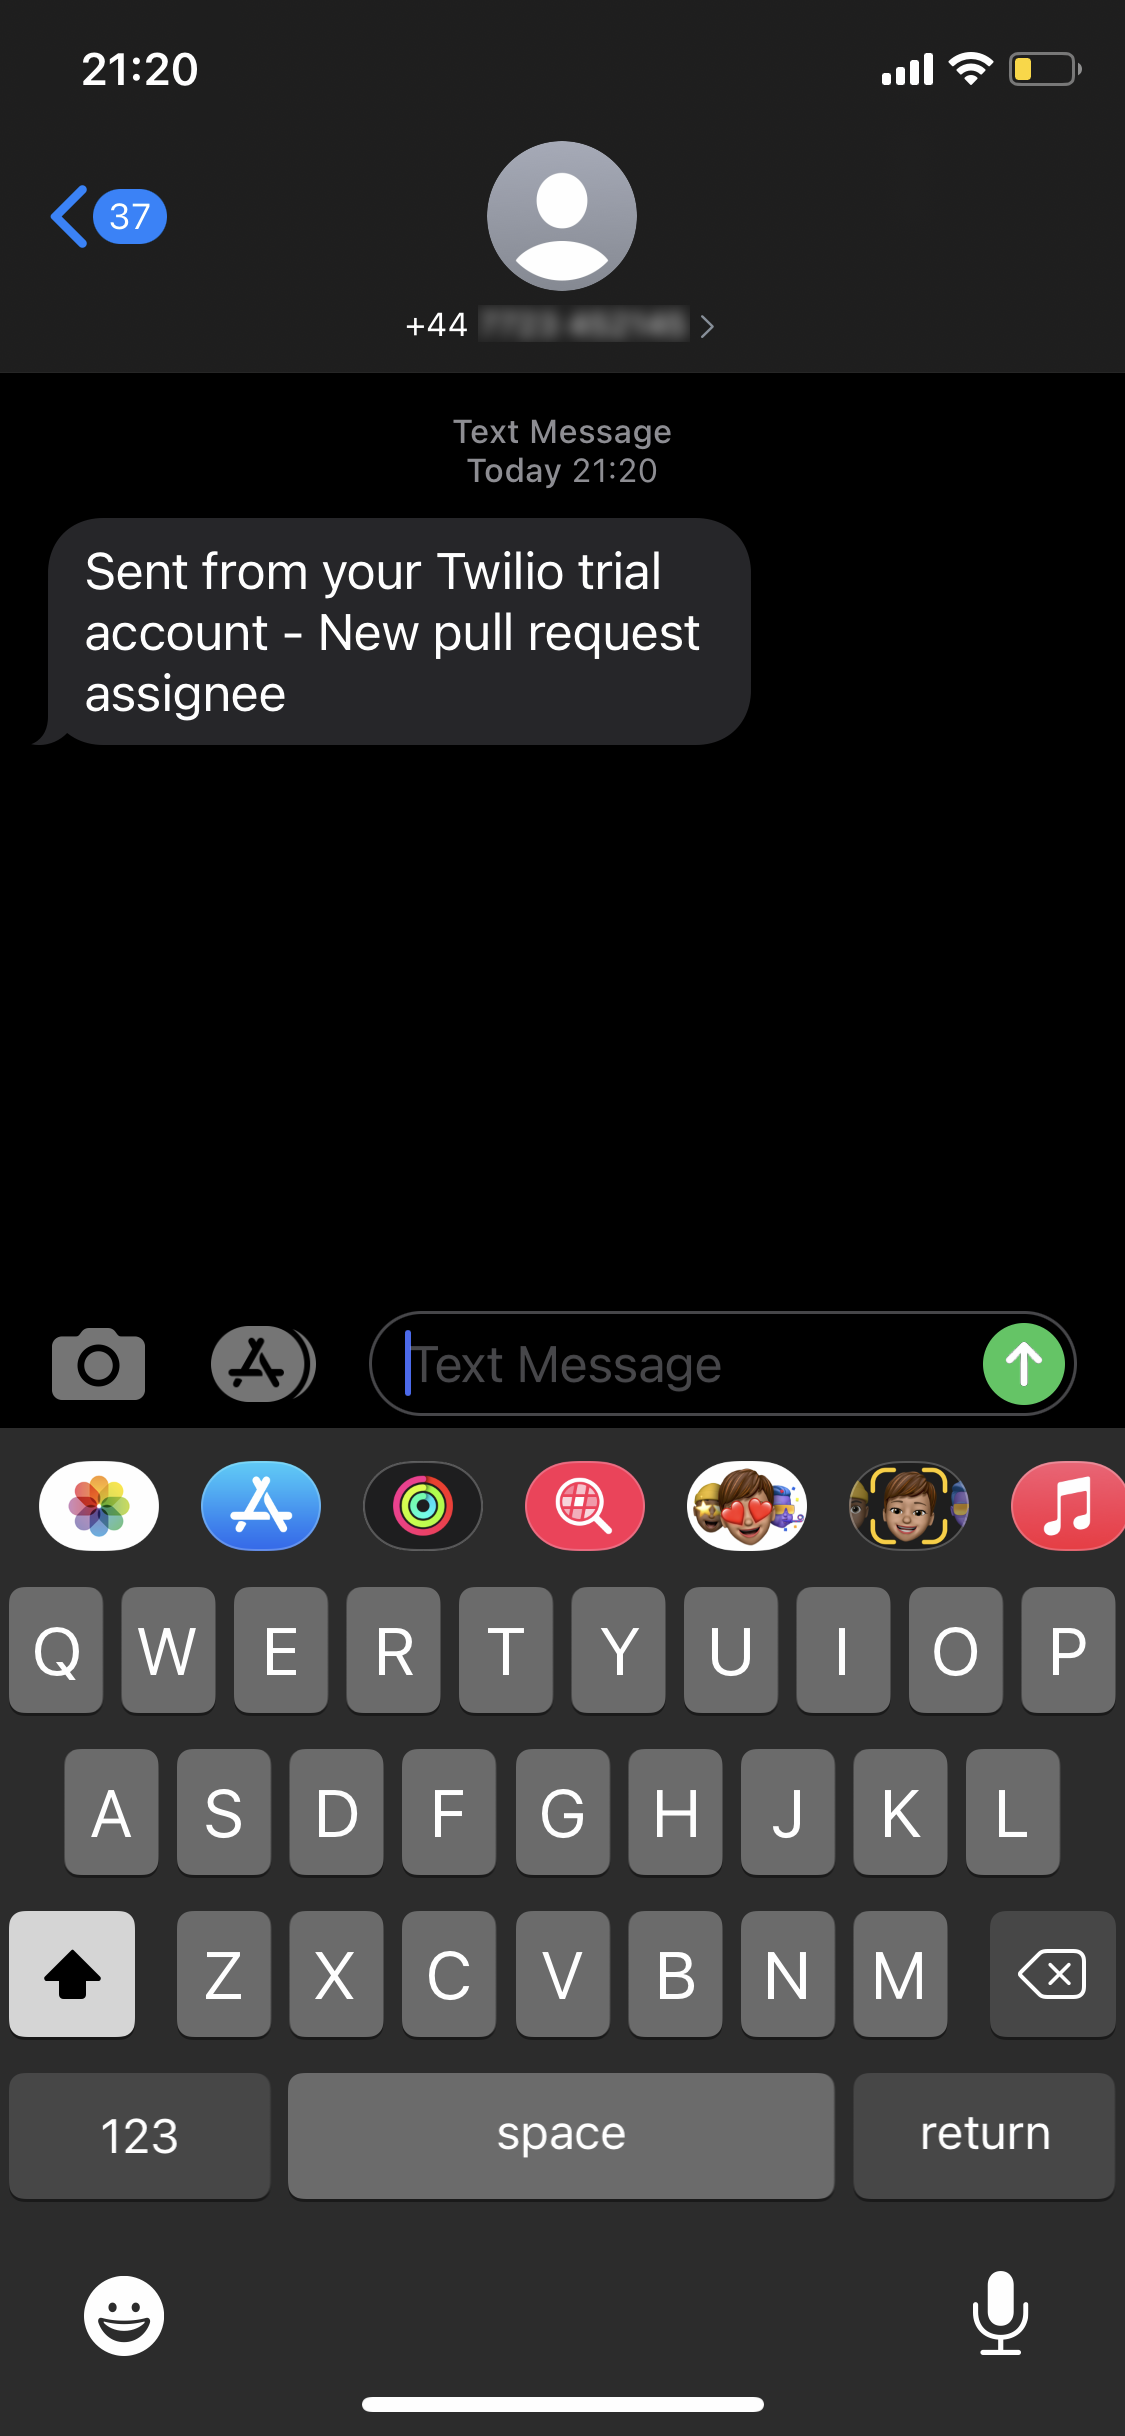 21:20
37
+44
Text Message
Today 21:20
Sent from your Twilio trial
account - New pull request
assignee
Text Message
Q W E R T Y U I O P
A S D F G H J K L
Z X C V B N M
123 space return